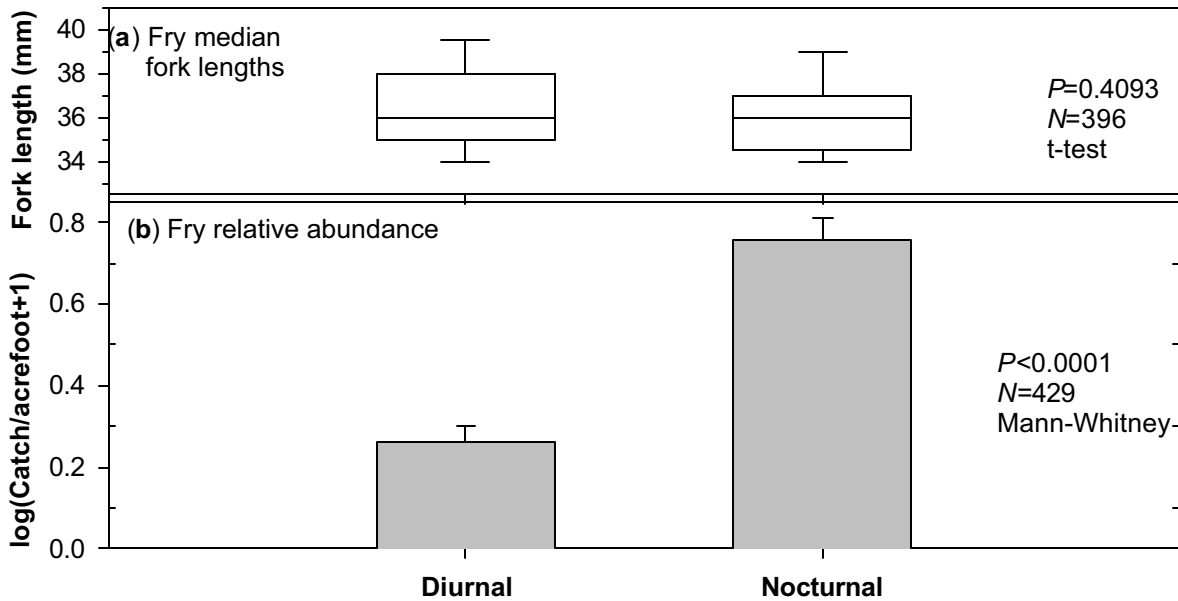 Fork length (mm)
40
38
36
34
(a) Fry median
fork lengths
P=0.4093
N=396
t-test
log(Catch/acrefoot+1)
0.8
0.6
0.4
0.2
0.0
(b) Fry relative abundance
P<0.0001
N=429
Mann-Whitney
Diurnal
Nocturnal